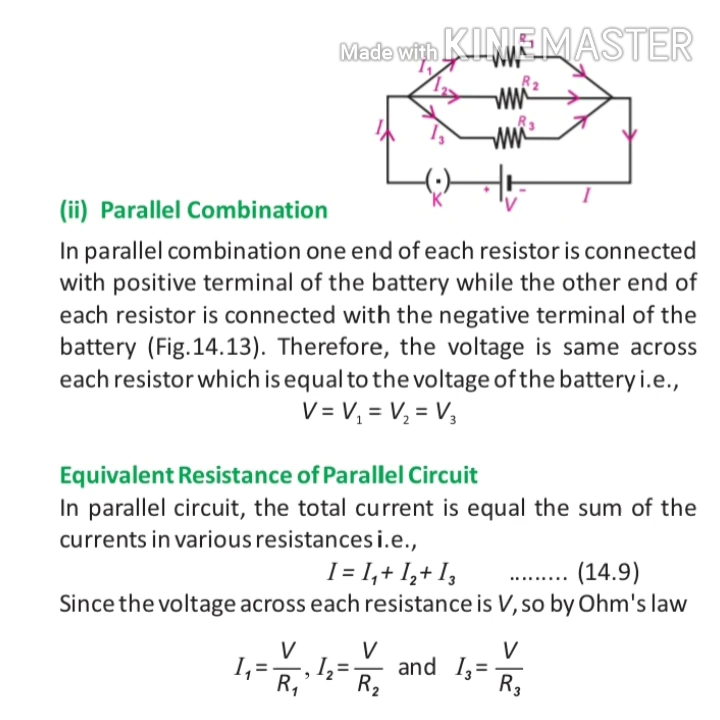 Made with KINEMASTER
R₁
I₁
R₂
I₂
R₃
I
I₃
K
+ V -
I
(ii) Parallel Combination
In parallel combination one end of each resistor is connected
with positive terminal of the battery while the other end of
each resistor is connected with the negative terminal of the
battery (Fig.14.13). Therefore, the voltage is same across
each resistor which is equal to the voltage of the battery i.e.,
V = V₁ = V₂ = V₃
Equivalent Resistance of Parallel Circuit
In parallel circuit, the total current is equal the sum of the
currents in various resistances i.e.,
I = I₁ + I₂ + I₃ ......... (14.9)
Since the voltage across each resistance is V, so by Ohm's law
I₁ = V/R₁ , I₂ = V/R₂ and I₃ = V/R₃